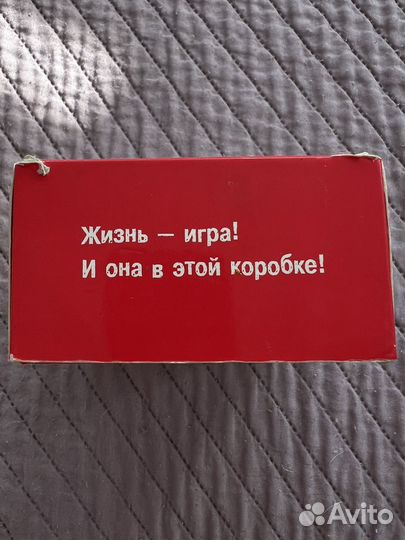 Жизнь — игра!
И она в этой коробке!
Avito